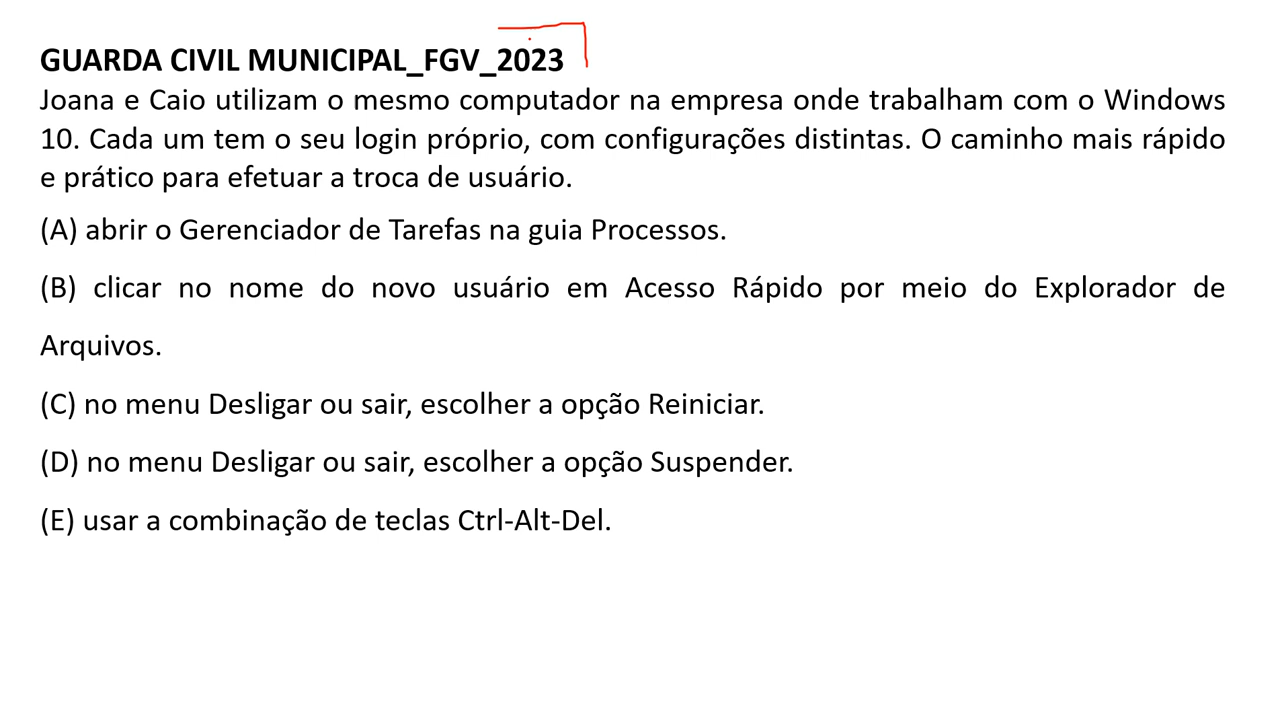 GUARDA CIVIL MUNICIPAL_FGV_2023
Joana e Caio utilizam o mesmo computador na empresa onde trabalham com o Windows
10. Cada um tem o seu login próprio, com configurações distintas. O caminho mais rápido
e prático para efetuar a troca de usuário.
(A) abrir o Gerenciador de Tarefas na guia Processos.
(B) clicar no nome do novo usuário em Acesso Rápido por meio do Explorador de
Arquivos.
(C) no menu Desligar ou sair, escolher a opção Reiniciar.
(D) no menu Desligar ou sair, escolher a opção Suspender.
(E) usar a combinação de teclas Ctrl-Alt-Del.